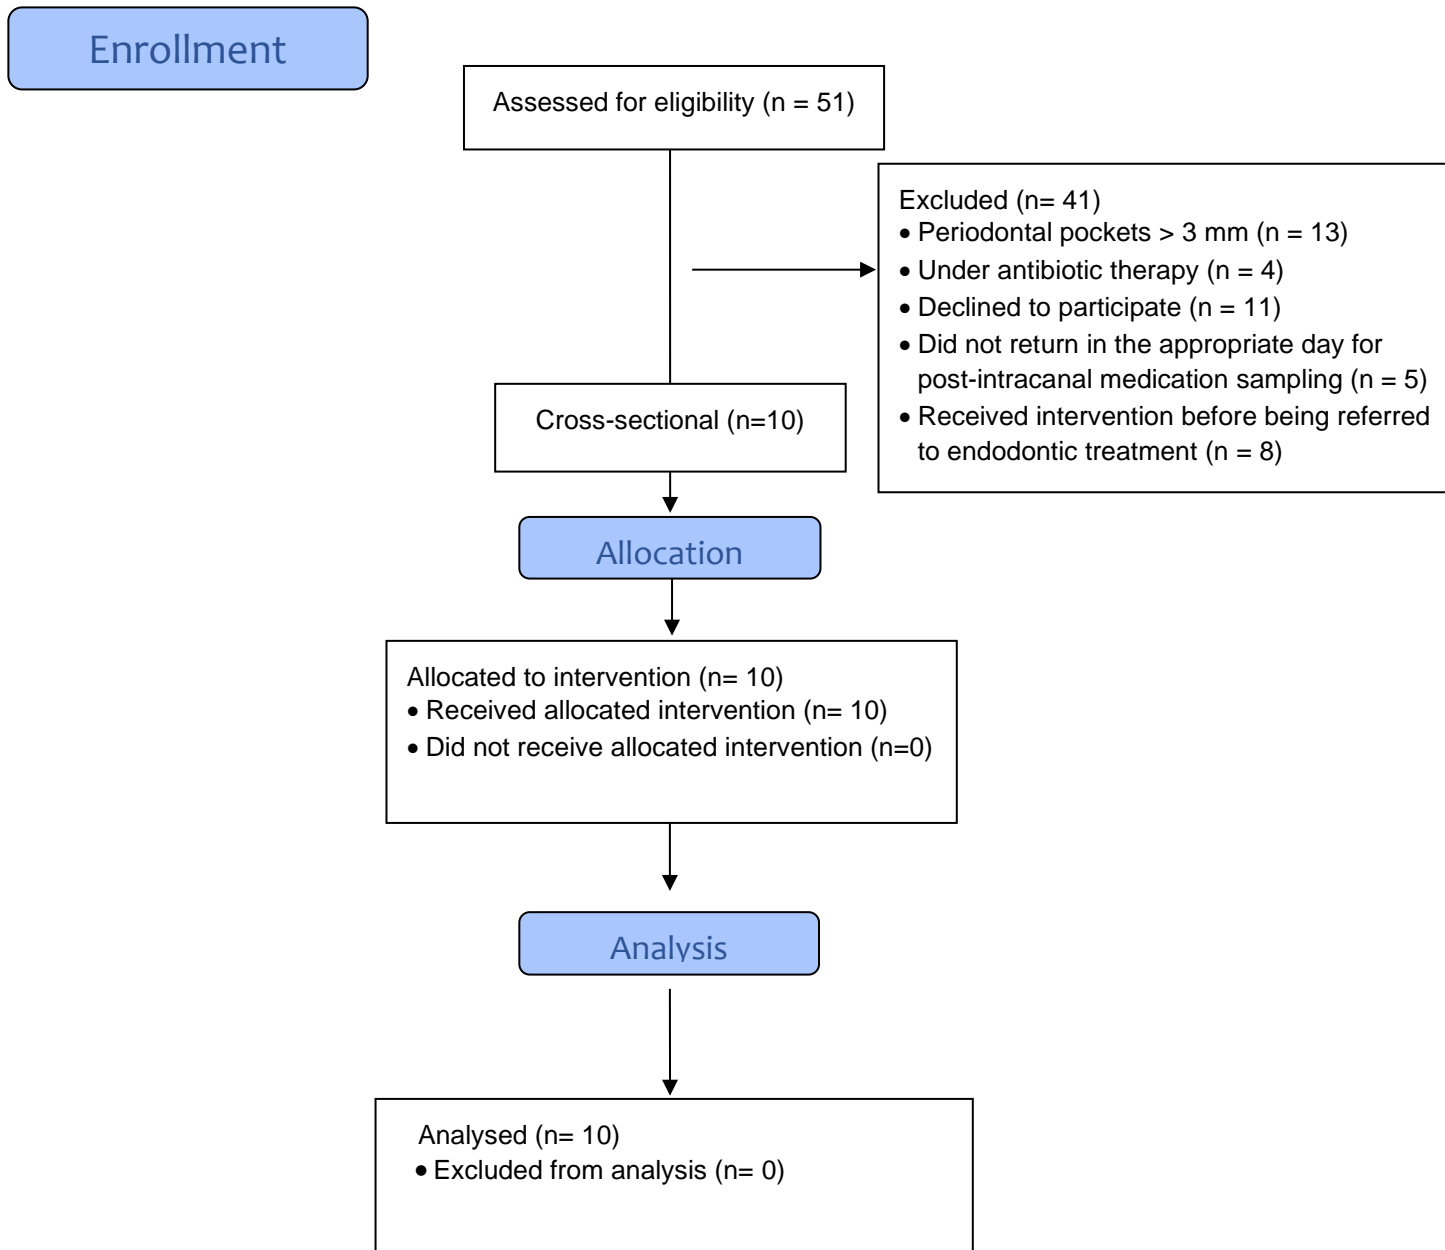 Enrollment
Assessed for eligibility (n = 51)
Excluded (n= 41)
• Periodontal pockets > 3 mm (n = 13)
• Under antibiotic therapy (n = 4)
• Declined to participate (n = 11)
• Did not return in the appropriate day for
post-intracanal medication sampling (n = 5)
• Received intervention before being referred
to endodontic treatment (n = 8)
Cross-sectional (n=10)
Allocation
Allocated to intervention (n= 10)
• Received allocated intervention (n= 10)
• Did not receive allocated intervention (n=0)
Analysis
Analysed (n= 10)
• Excluded from analysis (n= 0)